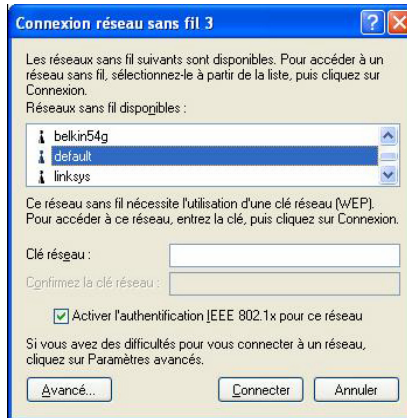 Connexion réseau sans fil 3
Les réseaux sans fil suivants sont disponibles. Pour accéder à un
réseau sans fil, sélectionnez-le à partir de la liste, puis cliquez sur
Connexion.
Réseaux sans fil disponibles :
belkin54g
default
linksys
Ce réseau sans fil nécessite l'utilisation d'une clé réseau (WEP).
Pour accéder à ce réseau, entrez la clé, puis cliquez sur Connexion.
Clé réseau :
Confirmez la clé réseau :
Activer l'authentification IEEE 802.1x pour ce réseau
Si vous avez des difficultés pour vous connecter à un réseau,
cliquez sur Paramètres avancés.
Avancé... Connecter Annuler